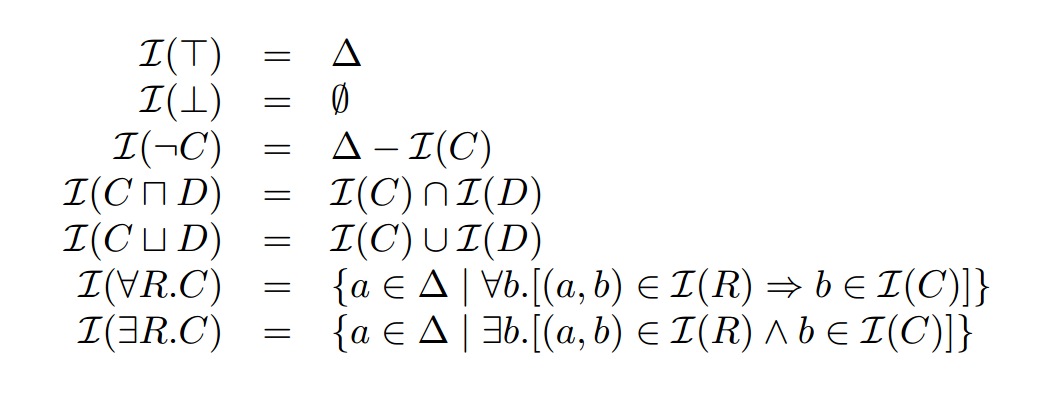 ℐ(⊤) = Δ
ℐ(⊥) = ∅
ℐ(¬C) = Δ − ℐ(C)
ℐ(C ⊓ D) = ℐ(C) ∩ ℐ(D)
ℐ(C ⊔ D) = ℐ(C) ∪ ℐ(D)
ℐ(∀R.C) = {a ∈ Δ | ∀b.[(a, b) ∈ ℐ(R) ⇒ b ∈ ℐ(C)]}
ℐ(∃R.C) = {a ∈ Δ | ∃b.[(a, b) ∈ ℐ(R) ∧ b ∈ ℐ(C)]}